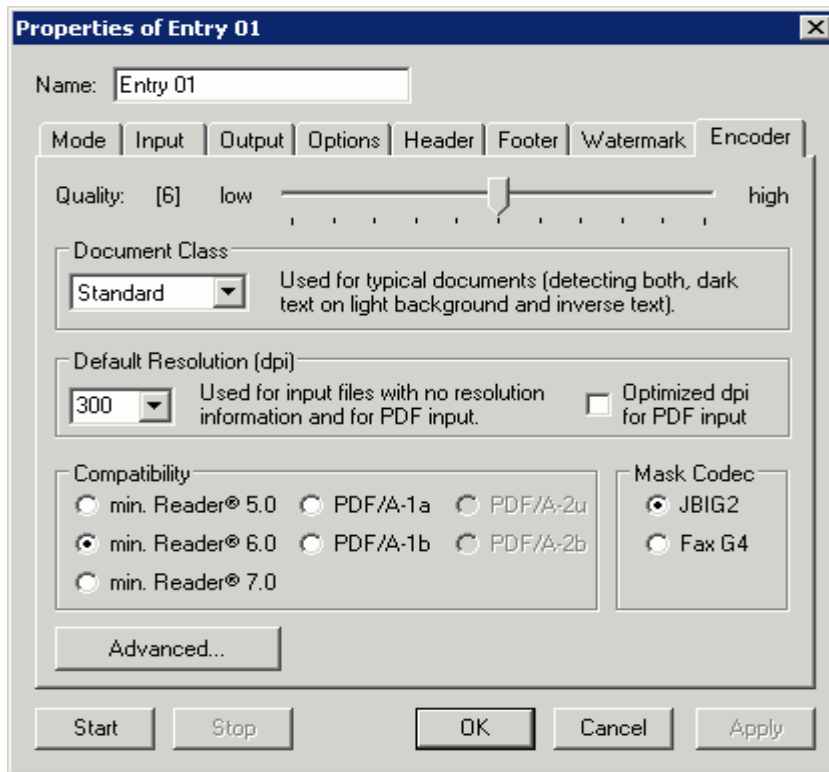 Properties of Entry 01
Name: Entry 01
Mode Input Output Options Header Footer Watermark Encoder
Quality: [6] low high
Document Class
Standard
Used for typical documents (detecting both, dark
text on light background and inverse text).
Default Resolution (dpi)
300
Used for input files with no resolution
information and for PDF input.
Optimized dpi
for PDF input
Compatibility
min. Reader® 5.0 PDF/A-1a PDF/A-2u
min. Reader® 6.0 PDF/A-1b PDF/A-2b
min. Reader® 7.0
Mask Codec
JBIG2
Fax G4
Advanced...
Start Stop OK Cancel Apply